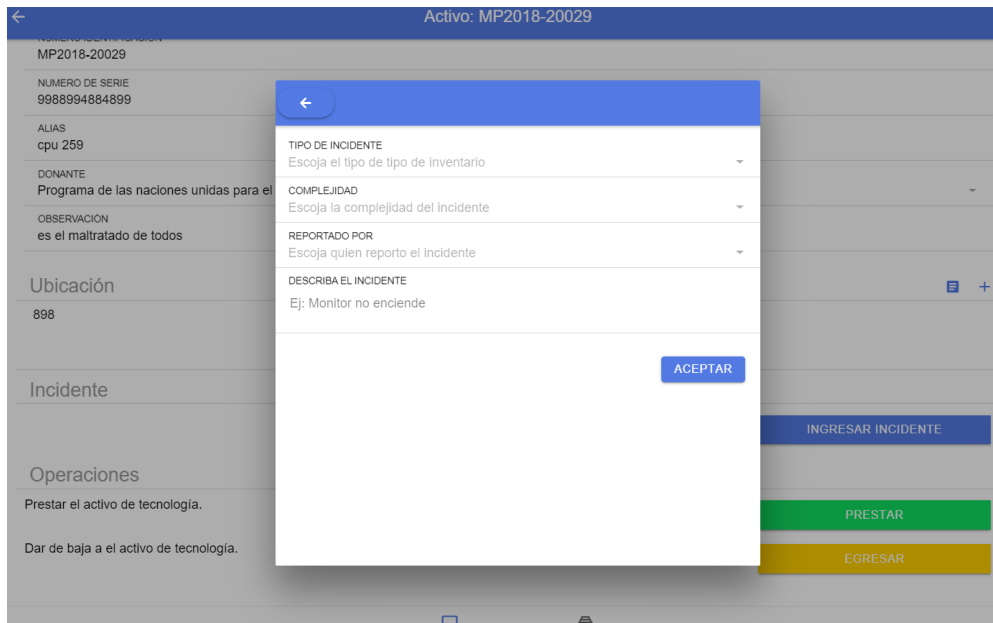 Activo: MP2018-20029
MP2018-20029
NUMERO DE SERIE
9988994884899
ALIAS
cpu 259
DONANTE
Programa de las naciones unidas para el
OBSERVACIÓN
es el maltratado de todos
Ubicación
898
Incidente
INGRESAR INCIDENTE
Operaciones
Prestar el activo de tecnología.
PRESTAR
Dar de baja a el activo de tecnología.
EGRESAR
TIPO DE INCIDENTE
Escoja el tipo de tipo de inventario
COMPLEJIDAD
Escoja la complejidad del incidente
REPORTADO POR
Escoja quien reporto el incidente
DESCRIBA EL INCIDENTE
Ej: Monitor no enciende
ACEPTAR